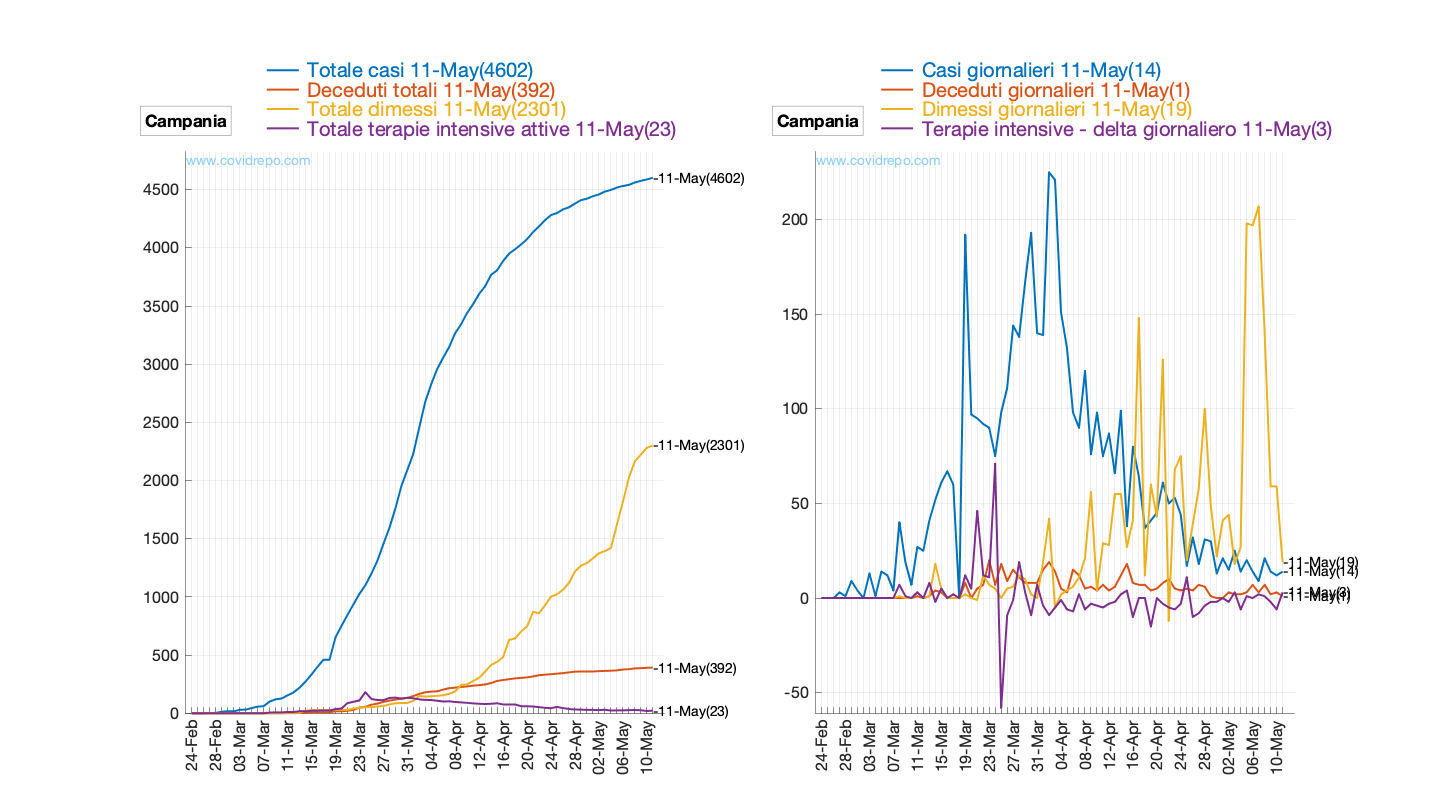 Totale casi 11-May(4602)
Deceduti totali 11-May(392)
Totale dimessi 11-May(2301)
Totale terapie intensive attive 11-May(23)
Campania
www.covidrepo.com
4500
4000
3500
3000
2500
2000
1500
1000
500
0
-11-May(4602)
-11-May(2301)
-11-May(392)
-11-May(23)
24-Feb
28-Feb
03-Mar
07-Mar
11-Mar
15-Mar
19-Mar
23-Mar
27-Mar
31-Mar
04-Apr
08-Apr
12-Apr
16-Apr
20-Apr
24-Apr
28-Apr
02-May
06-May
10-May
Casi giornalieri 11-May(14)
Deceduti giornalieri 11-May(1)
Dimessi giornalieri 11-May(19)
Terapie intensive - delta giornaliero 11-May(3)
Campania
www.covidrepo.com
200
150
100
50
0
-50
-11-May(19)
-11-May(14)
-11-May(3)
-11-May(1)
24-Feb
28-Feb
03-Mar
07-Mar
11-Mar
15-Mar
19-Mar
23-Mar
27-Mar
31-Mar
04-Apr
08-Apr
12-Apr
16-Apr
20-Apr
24-Apr
28-Apr
02-May
06-May
10-May